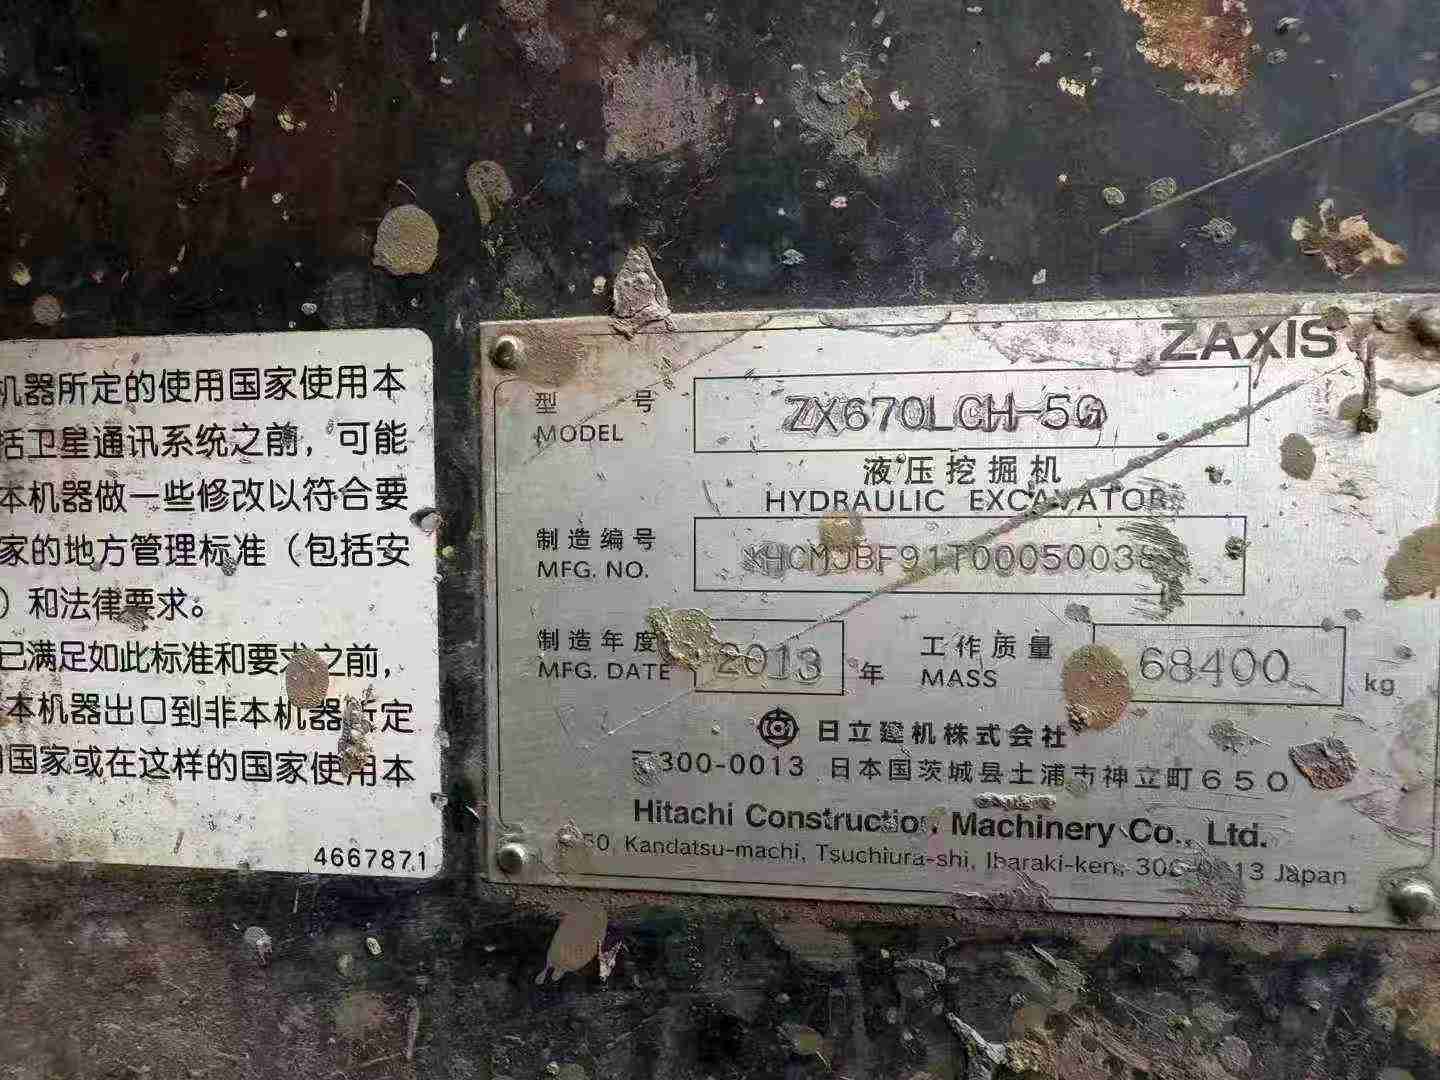 机器所定的使用国家使用本
括卫星通讯系统之前，可能
本机器做一些修改以符合要
家的地方管理标准（包括安
）和法律要求。
已满足如此标准和要求之前，
本机器出口到非本机器所定
国家或在这样的国家使用本
4667871
ZAXIS
型 号
MODEL
ZX670LCH-5G
液压挖掘机
HYDRAULIC EXCAVATOR
制造编号
MFG. NO.
制造年度
MFG. DATE
2013 年
工作质量
MASS
68400 kg
日立建机株式会社
〒300-0013 日本国茨城县土浦市神立町650
Hitachi Construction Machinery Co., Ltd.
Kandatsu-machi, Tsuchiura-shi, Ibaraki-ken, Japan